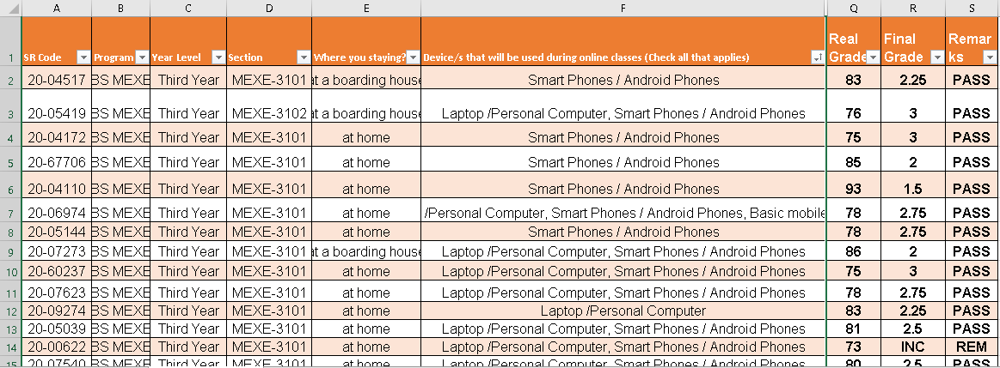 A B C D E F Q R S
1 SR Code Program Year Level Section Where you staying? Device/s that will be used during online classes (Check all that applies) Real Grade Final Grade Remarks
2 20-04517 BS MEXE Third Year MEXE-3101 at a boarding house Smart Phones / Android Phones 83 2.25 PASS
3 20-05419 BS MEXE Third Year MEXE-3102 at a boarding house Laptop /Personal Computer, Smart Phones / Android Phones 76 3 PASS
4 20-04172 BS MEXE Third Year MEXE-3101 at home Smart Phones / Android Phones 75 3 PASS
5 20-67706 BS MEXE Third Year MEXE-3101 at home Smart Phones / Android Phones 85 2 PASS
6 20-04110 BS MEXE Third Year MEXE-3101 at home Smart Phones / Android Phones 93 1.5 PASS
7 20-06974 BS MEXE Third Year MEXE-3101 at home /Personal Computer, Smart Phones / Android Phones, Basic mobile 78 2.75 PASS
8 20-05144 BS MEXE Third Year MEXE-3101 at home Smart Phones / Android Phones 78 2.75 PASS
9 20-07273 BS MEXE Third Year MEXE-3101 at a boarding house Laptop /Personal Computer, Smart Phones / Android Phones 86 2 PASS
10 20-60237 BS MEXE Third Year MEXE-3101 at home Laptop /Personal Computer, Smart Phones / Android Phones 75 3 PASS
11 20-07623 BS MEXE Third Year MEXE-3101 at home Laptop /Personal Computer, Smart Phones / Android Phones 78 2.75 PASS
12 20-09274 BS MEXE Third Year MEXE-3101 at home Laptop /Personal Computer 83 2.25 PASS
13 20-05039 BS MEXE Third Year MEXE-3101 at home Laptop /Personal Computer, Smart Phones / Android Phones 81 2.5 PASS
14 20-00622 BS MEXE Third Year MEXE-3101 at home Laptop /Personal Computer, Smart Phones / Android Phones 73 INC REM
15 20-07540 BS MEXE Third Year MEXE-3101 at home Laptop /Personal Computer, Smart Phones / Android Phones 80 2.5 PASS